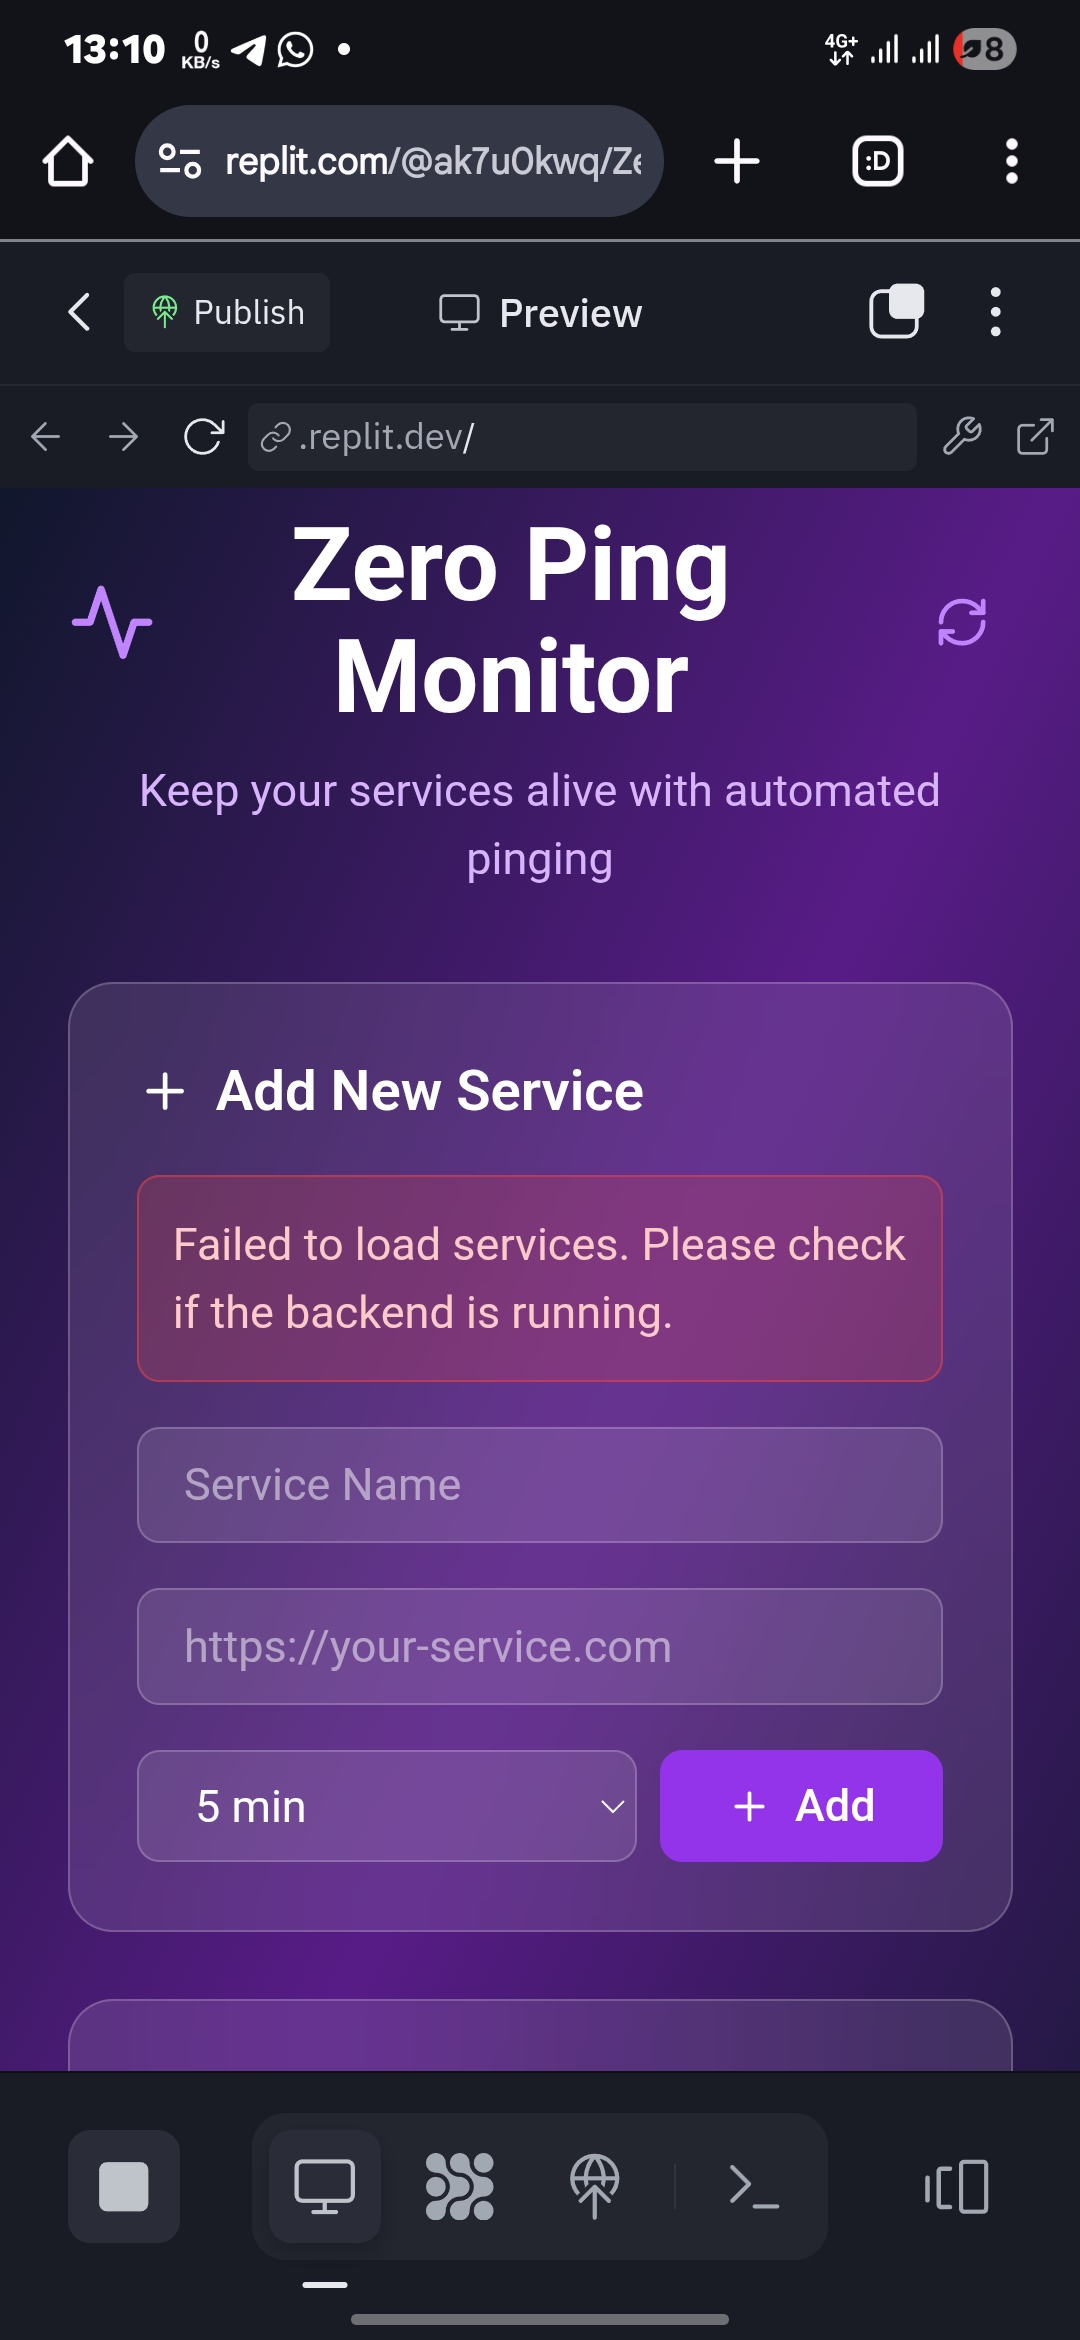 13:10 0 KB/s 4G+ 8
replit.com/@ak7u0kwq/Ze :D
Publish Preview
.replit.dev/
Zero Ping
Monitor
Keep your services alive with automated
pinging
Add New Service
Failed to load services. Please check
if the backend is running.
Service Name
https://your-service.com
5 min Add